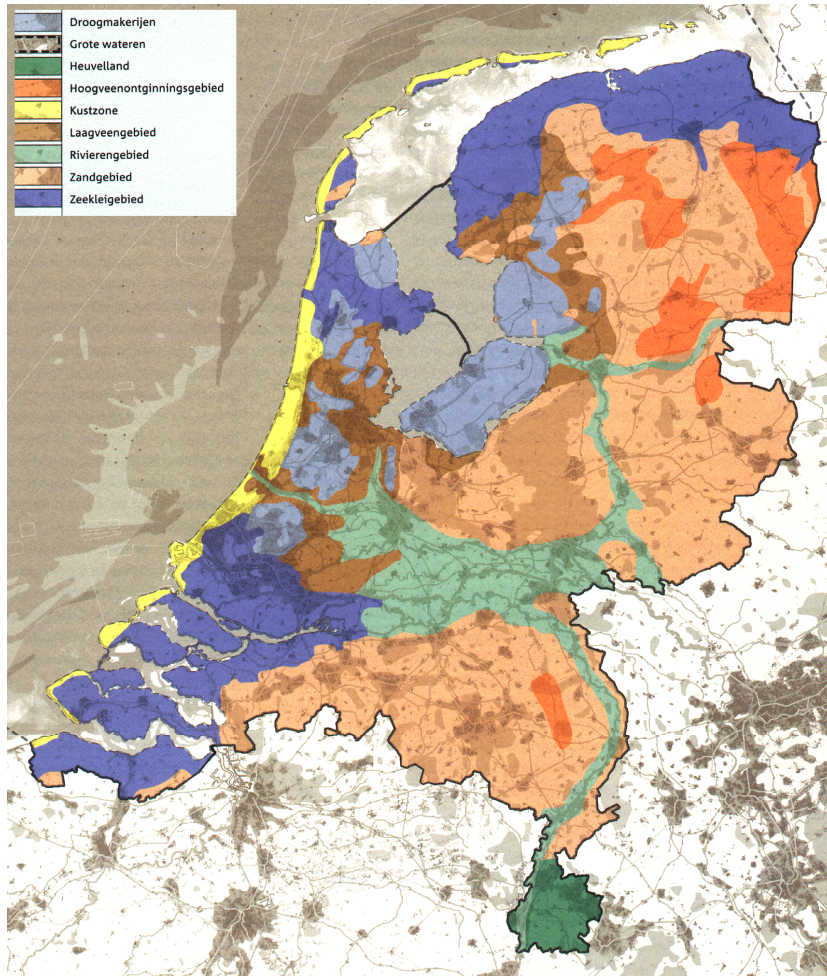 Droogmakerijen
Grote wateren
Heuvelland
Hoogveenontginningsgebied
Kustzone
Laagveengebied
Rivierengebied
Zandgebied
Zeekleigebied